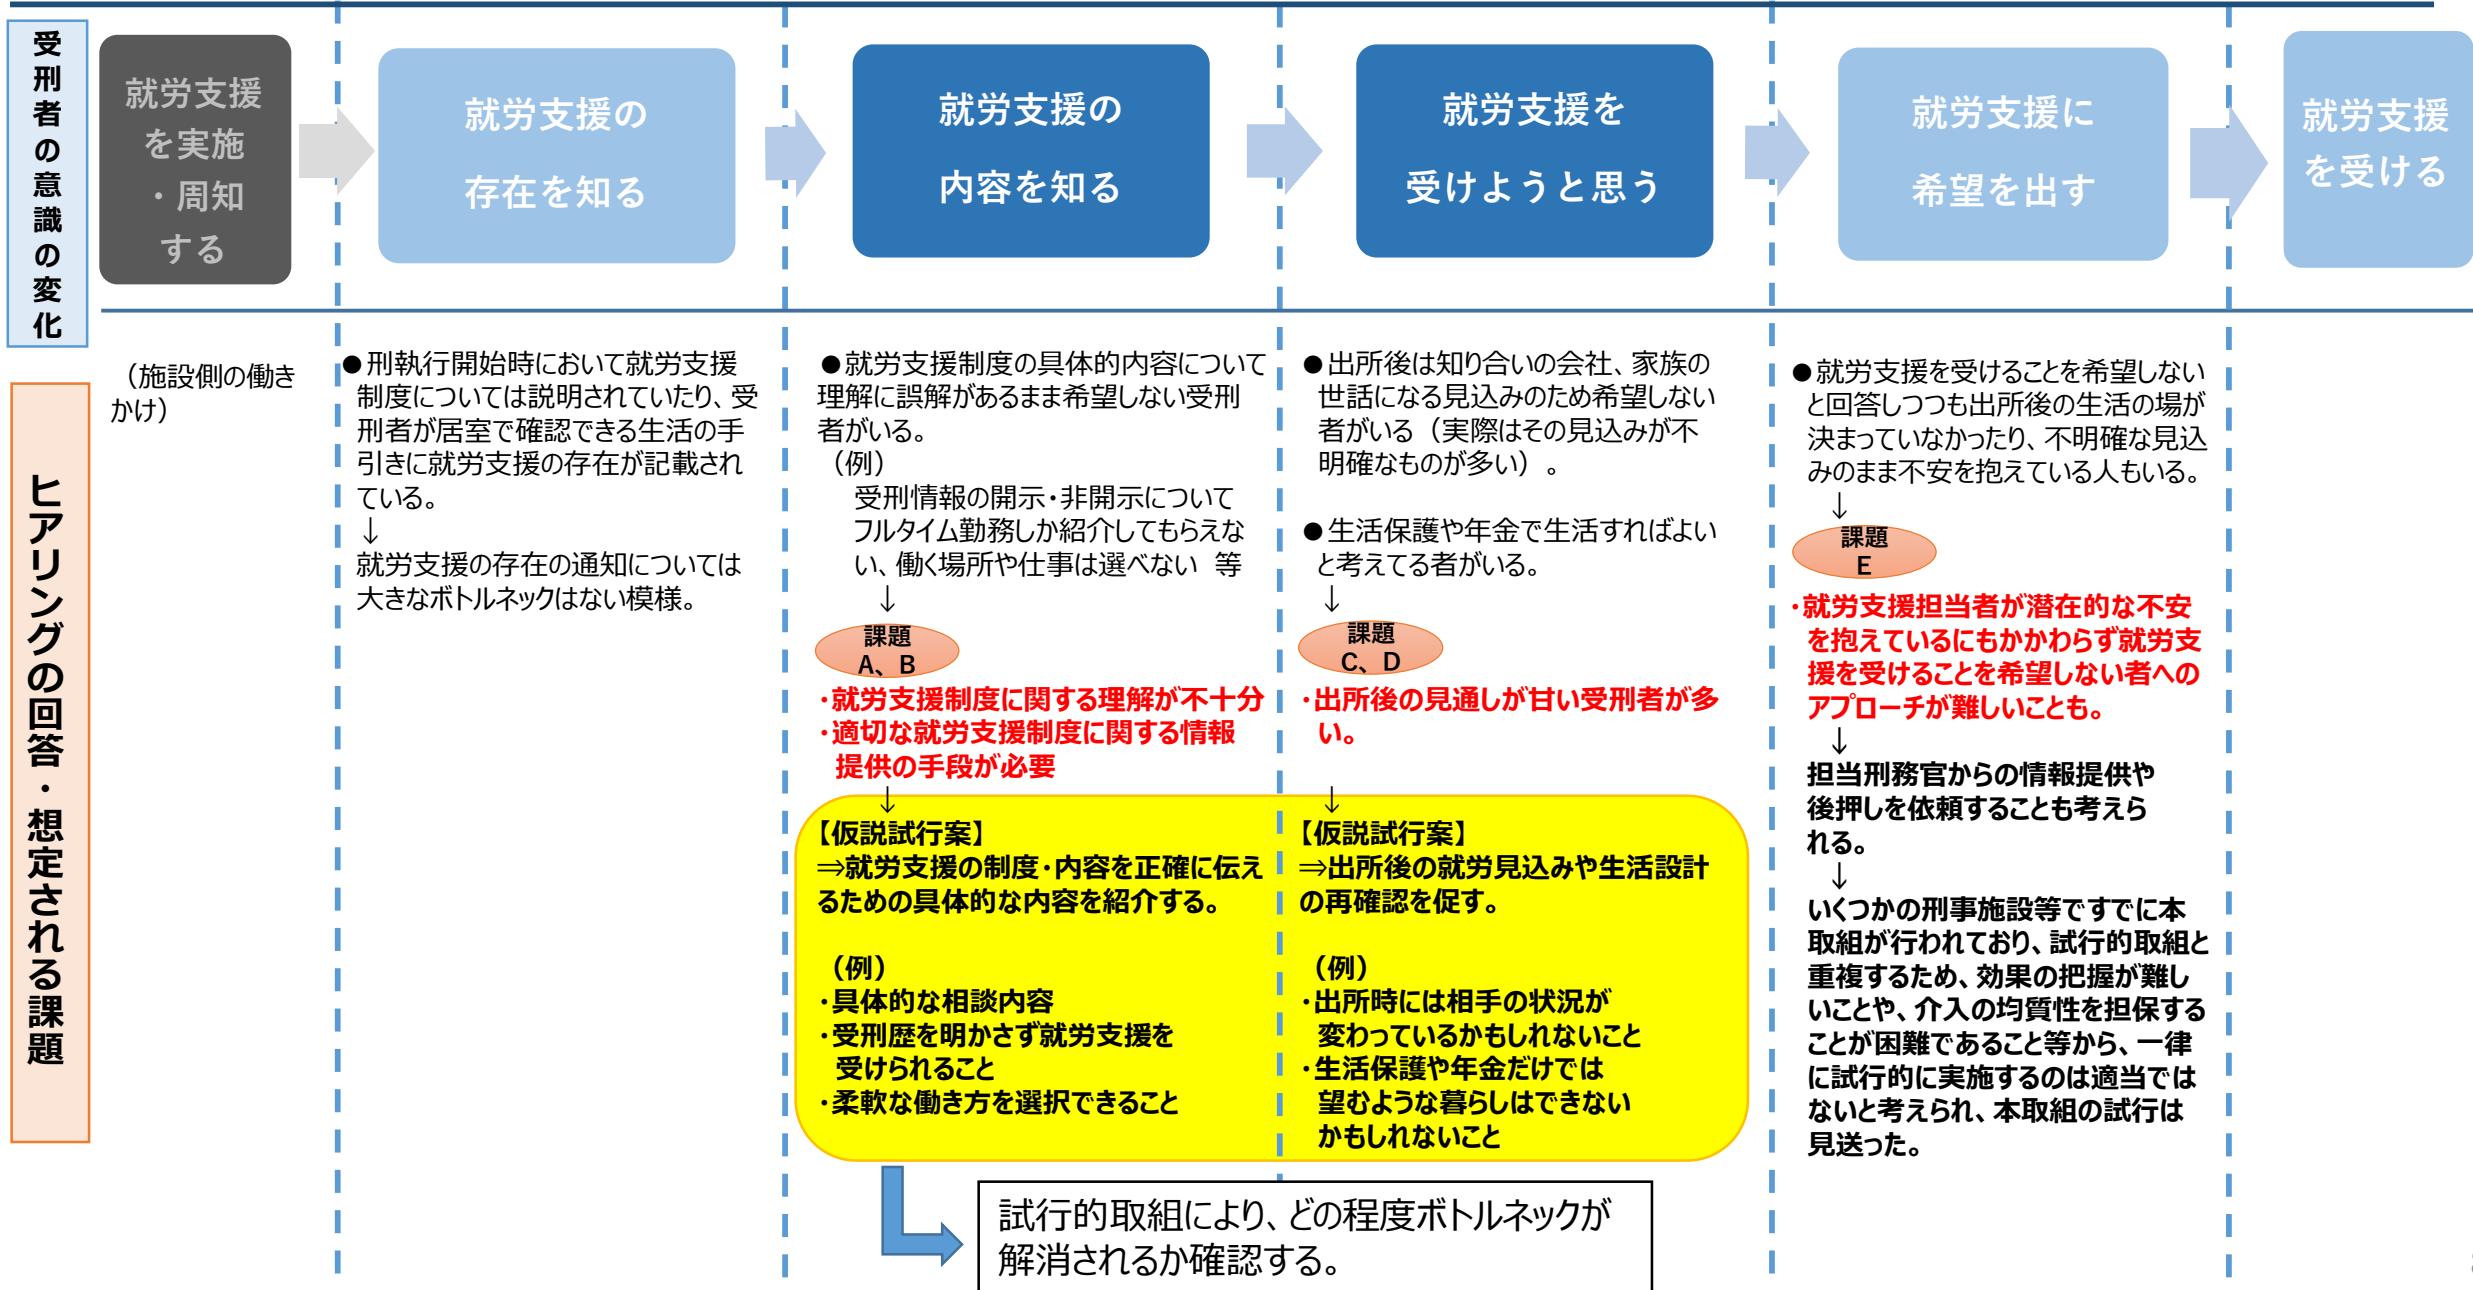 受刑者の意識の変化
就労支援
を実施
・周知
する
就労支援の
存在を知る
就労支援の
内容を知る
就労支援を
受けようと思う
就労支援に
希望を出す
就労支援
を受ける
ヒアリングの回答・想定される課題
（施設側の働き
かけ）
●刑執行開始時において就労支援
制度については説明されていたり、受
刑者が居室で確認できる生活の手
引きに就労支援の存在が記載され
ている。
↓
就労支援の存在の通知については
大きなボトルネックはない模様。
●就労支援制度の具体的内容について
理解に誤解があるまま希望しない受刑
者がいる。
（例）
受刑情報の開示・非開示について
フルタイム勤務しか紹介してもらえな
い、働く場所や仕事は選べない 等
↓
課題
A、B
・就労支援制度に関する理解が不十分
・適切な就労支援制度に関する情報
提供の手段が必要
↓
【仮説試行案】
⇒就労支援の制度・内容を正確に伝え
るための具体的な内容を紹介する。
（例）
・具体的な相談内容
・受刑歴を明かさず就労支援を
受けられること
・柔軟な働き方を選択できること
●出所後は知り合いの会社、家族の
世話になる見込みのため希望しない
者がいる（実際はその見込みが不
明確なものが多い）。
●生活保護や年金で生活すればよい
と考えてる者がいる。
↓
課題
C、D
・出所後の見通しが甘い受刑者が多
い。
↓
【仮説試行案】
⇒出所後の就労見込みや生活設計
の再確認を促す。
（例）
・出所時には相手の状況が
変わっているかもしれないこと
・生活保護や年金だけでは
望むような暮らしはできない
かもしれないこと
●就労支援を受けることを希望しない
と回答しつつも出所後の生活の場が
決まっていなかったり、不明確な見込
みのまま不安を抱えている人もいる。
↓
課題
E
・就労支援担当者が潜在的な不安
を抱えているにもかかわらず就労支
援を受けることを希望しない者への
アプローチが難しいことも。
↓
担当刑務官からの情報提供や
後押しを依頼することも考えら
れる。
↓
いくつかの刑事施設等ですでに本
取組が行われており、試行的取組と
重複するため、効果の把握が難し
いことや、介入の均質性を担保する
ことが困難であること等から、一律
に試行的に実施するのは適当では
ないと考えられ、本取組の試行は
見送った。
試行的取組により、どの程度ボトルネックが
解消されるか確認する。